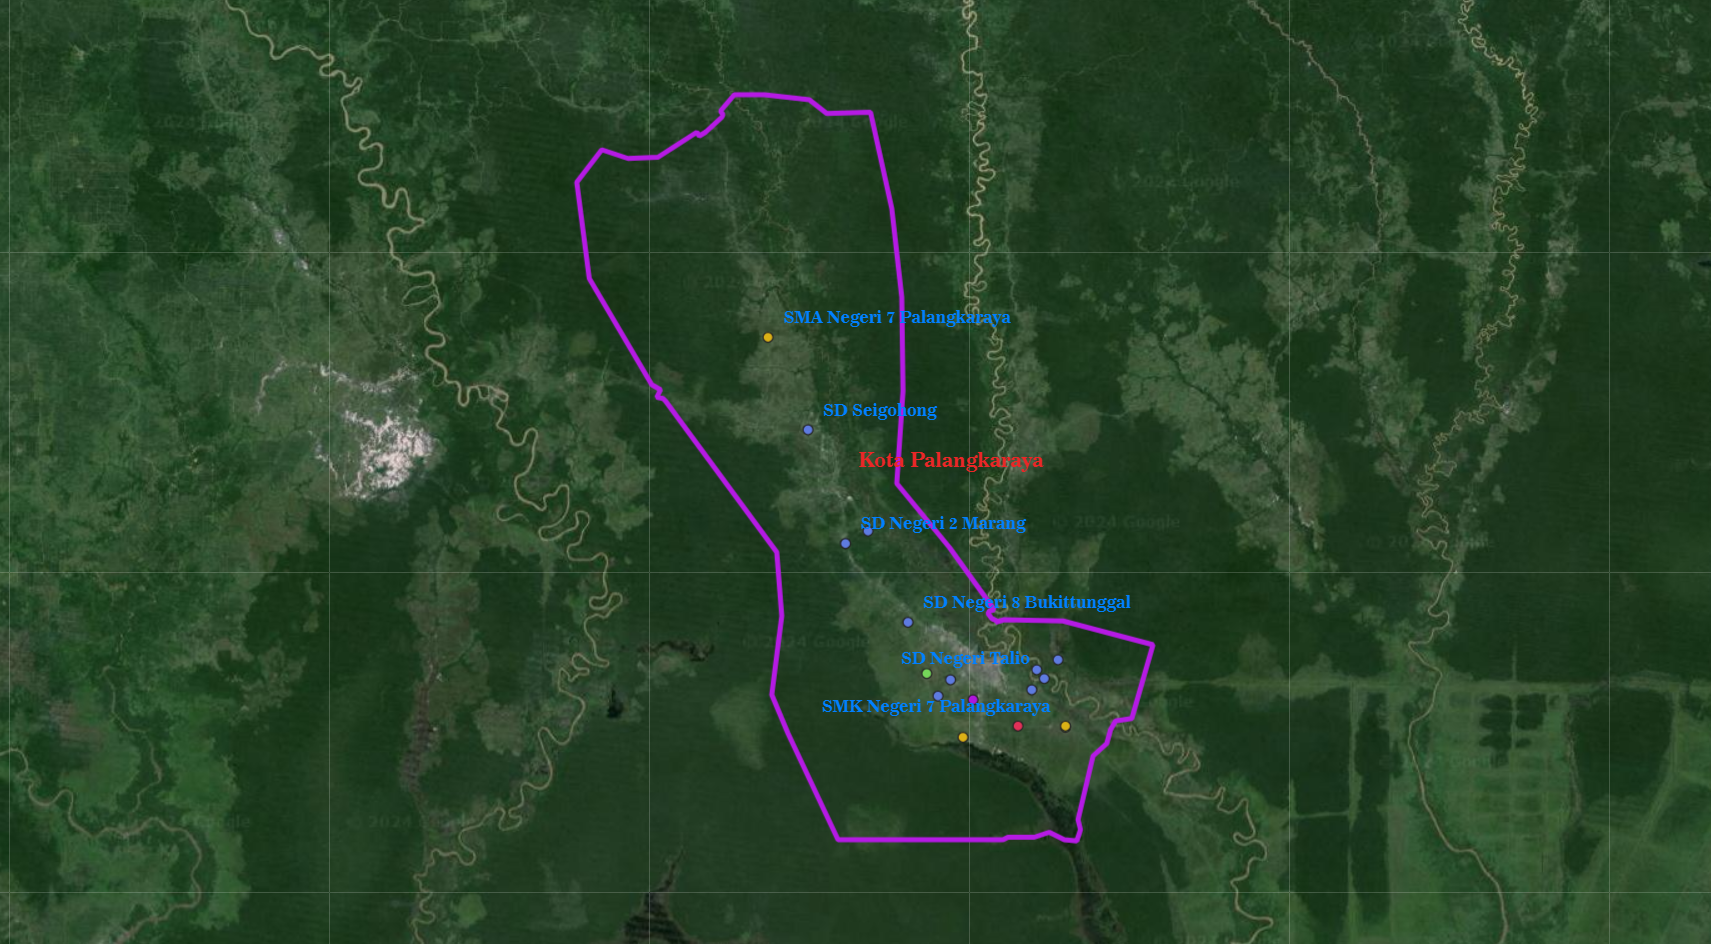 SMA Negeri 7 Palangkaraya
SD Seigohong
Kota Palangkaraya
SD Negeri 2 Marang
© 2024 Google
SD Negeri 8 Bukittunggal
SD Negeri Talio
SMK Negeri 7 Palangkaraya